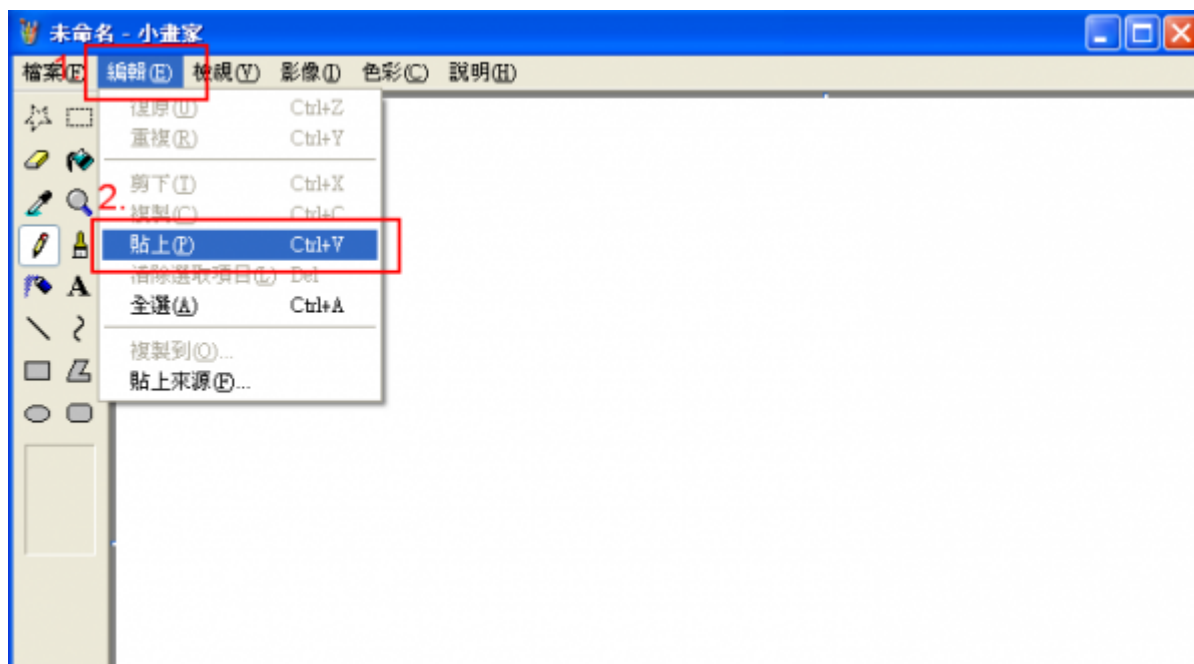 未命名 - 小畫家
檔案(F) 編輯(E) 檢視(V) 影像(I) 色彩(C) 說明(H)
1.
復原(U) Ctrl+Z
重複(R) Ctrl+Y
剪下(T) Ctrl+X
2.
複製(C) Ctrl+C
貼上(P) Ctrl+V
清除選取項目(L) Del
全選(A) Ctrl+A
複製到(O)...
貼上來源(F)...
A